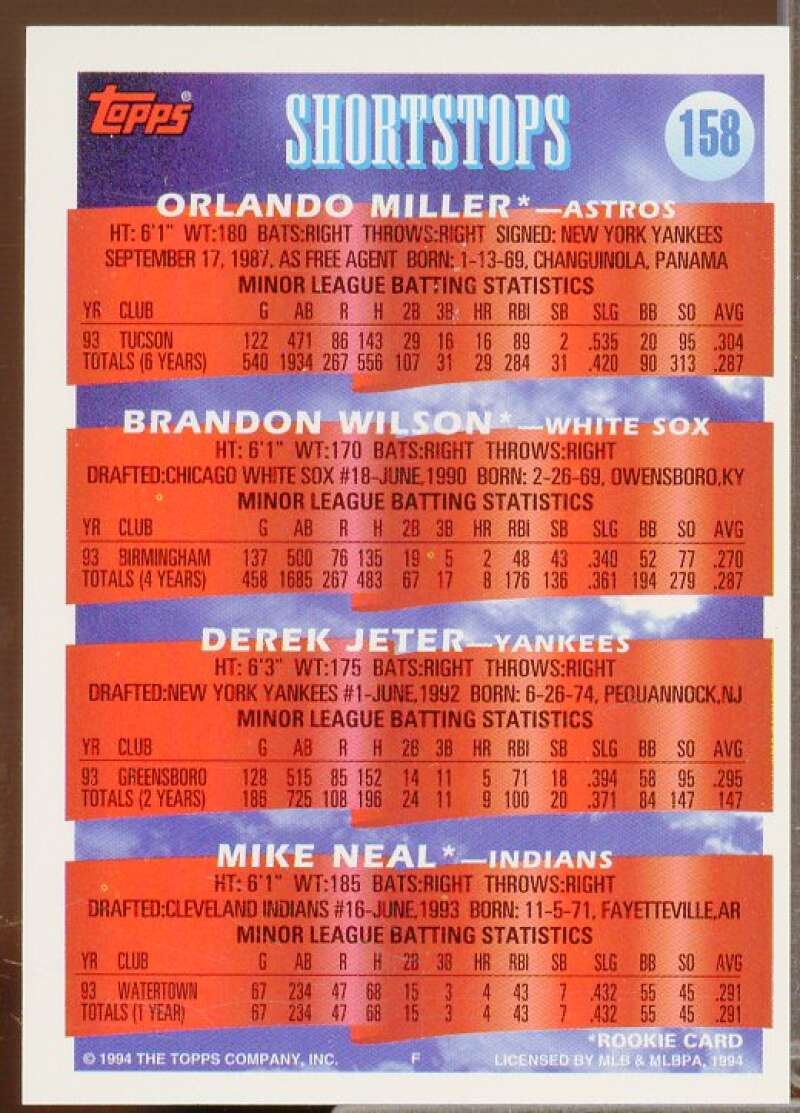 Topps®
SHORTSTOPS
158
ORLANDO MILLER*—ASTROS
HT: 6'1" WT:180 BATS:RIGHT THROWS:RIGHT SIGNED: NEW YORK YANKEES
SEPTEMBER 17, 1987, AS FREE AGENT BORN: 1-13-69, CHANGUINOLA, PANAMA
MINOR LEAGUE BATTING STATISTICS
YR CLUB G AB R H 2B 3B HR RBI SB SLG BB SO AVG
93 TUCSON 122 471 86 143 29 16 16 89 2 .535 20 95 .304
TOTALS (6 YEARS) 540 1934 267 556 107 31 29 284 31 .420 90 313 .287
BRANDON WILSON*—WHITE SOX
HT: 6'1" WT:170 BATS:RIGHT THROWS:RIGHT
DRAFTED:CHICAGO WHITE SOX #18-JUNE,1990 BORN: 2-26-69, OWENSBORO,KY
MINOR LEAGUE BATTING STATISTICS
YR CLUB G AB R H 2B 3B HR RBI SB SLG BB SO AVG
93 BIRMINGHAM 137 500 76 135 19 5 2 48 43 .340 52 77 .270
TOTALS (4 YEARS) 458 1685 267 483 67 17 8 176 136 .361 194 279 .287
DEREK JETER—YANKEES
HT: 6'3" WT:175 BATS:RIGHT THROWS:RIGHT
DRAFTED:NEW YORK YANKEES #1-JUNE,1992 BORN: 6-26-74, PEQUANNOCK,NJ
MINOR LEAGUE BATTING STATISTICS
YR CLUB G AB R H 2B 3B HR RBI SB SLG BB SO AVG
93 GREENSBORO 128 515 85 152 14 11 5 71 18 .394 58 95 .295
TOTALS (2 YEARS) 186 725 108 196 24 11 9 100 20 .371 84 147 147
MIKE NEAL*—INDIANS
HT: 6'1" WT:185 BATS:RIGHT THROWS:RIGHT
DRAFTED:CLEVELAND INDIANS #16-JUNE,1993 BORN: 11-5-71, FAYETTEVILLE,AR
MINOR LEAGUE BATTING STATISTICS
YR CLUB G AB R H 2B 3B HR RBI SB SLG BB SO AVG
93 WATERTOWN 67 234 47 68 15 3 4 43 7 .432 55 45 .291
TOTALS (1 YEAR) 67 234 47 68 15 3 4 43 7 .432 55 45 .291
*ROOKIE CARD
© 1994 THE TOPPS COMPANY, INC. F LICENSED BY MLB & MLBPA, 1994